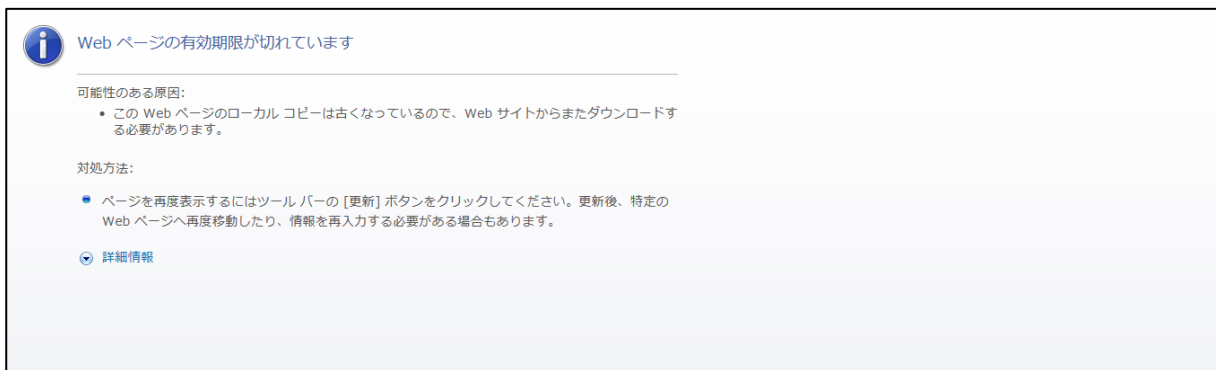 Web ページの有効期限が切れています
可能性のある原因:
• この Web ページのローカル コピーは古くなっているので、Web サイトからまたダウンロードす
る必要があります。
対処方法:
ページを再度表示するにはツール バーの [更新] ボタンをクリックしてください。更新後、特定の
Web ページへ再度移動したり、情報を再入力する必要がある場合もあります。
詳細情報